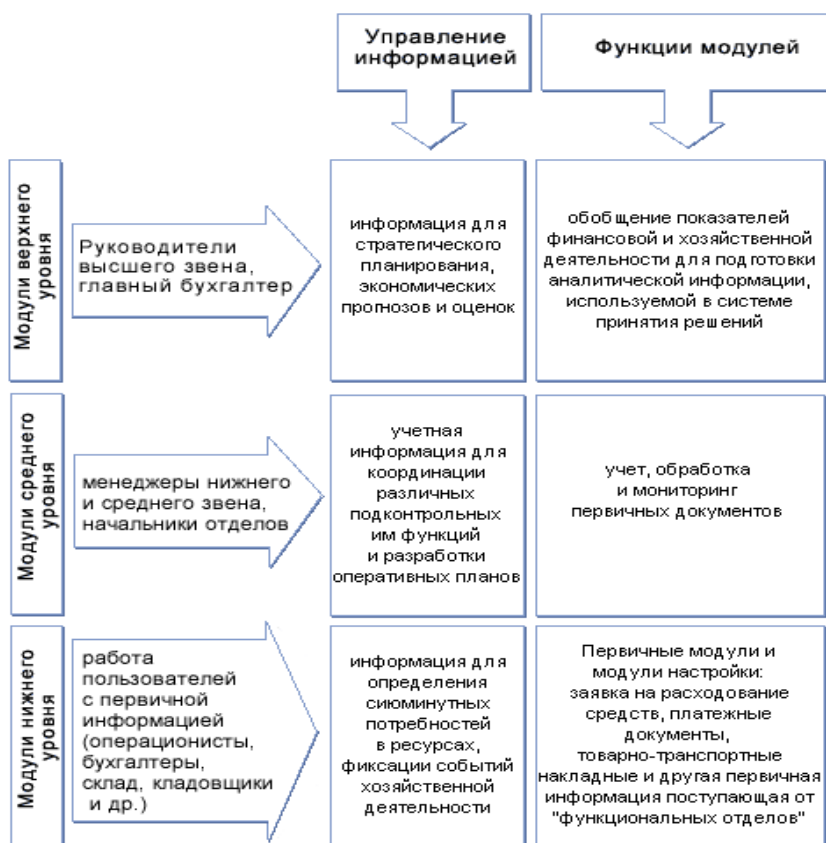 Управление
информацией
Функции модулей
Модули верхнего
уровня
Руководители
высшего звена,
главный бухгалтер
информация для
стратегического
планирования,
экономических
прогнозов и оценок
обобщение показателей
финансовой и хозяйственной
деятельности для подготовки
аналитической информации,
используемой в системе
принятия решений
Модули среднего
уровня
менеджеры нижнего
и среднего звена,
начальники отделов
учетная
информация для
координации
различных
подконтрольных
им функций
и разработки
оперативных планов
учет, обработка
и мониторинг
первичных документов
Модули нижнего
уровня
работа
пользователей
с первичной
информацией
(операционисты,
бухгалтеры,
склад, кладовщики
и др.)
информация для
определения
сиюминутных
потребностей
в ресурсах,
фиксации событий
хозяйственной
деятельности
Первичные модули и
модули настройки:
заявка на расходование
средств, платежные
документы,
товарно-транспортные
накладные и другая первичная
информация поступающая от
"функциональных отделов"